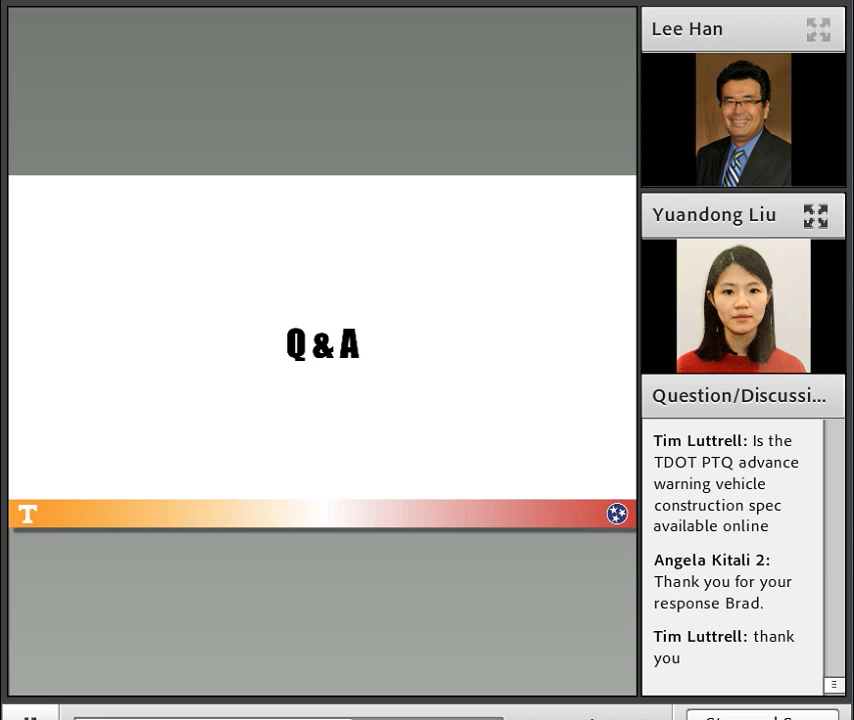 Lee Han
Yuandong Liu
Q & A
T
Question/Discussi...
Tim Luttrell: Is the
TDOT PTQ advance
warning vehicle
construction spec
available online
Angela Kitali 2:
Thank you for your
response Brad.
Tim Luttrell: thank
you